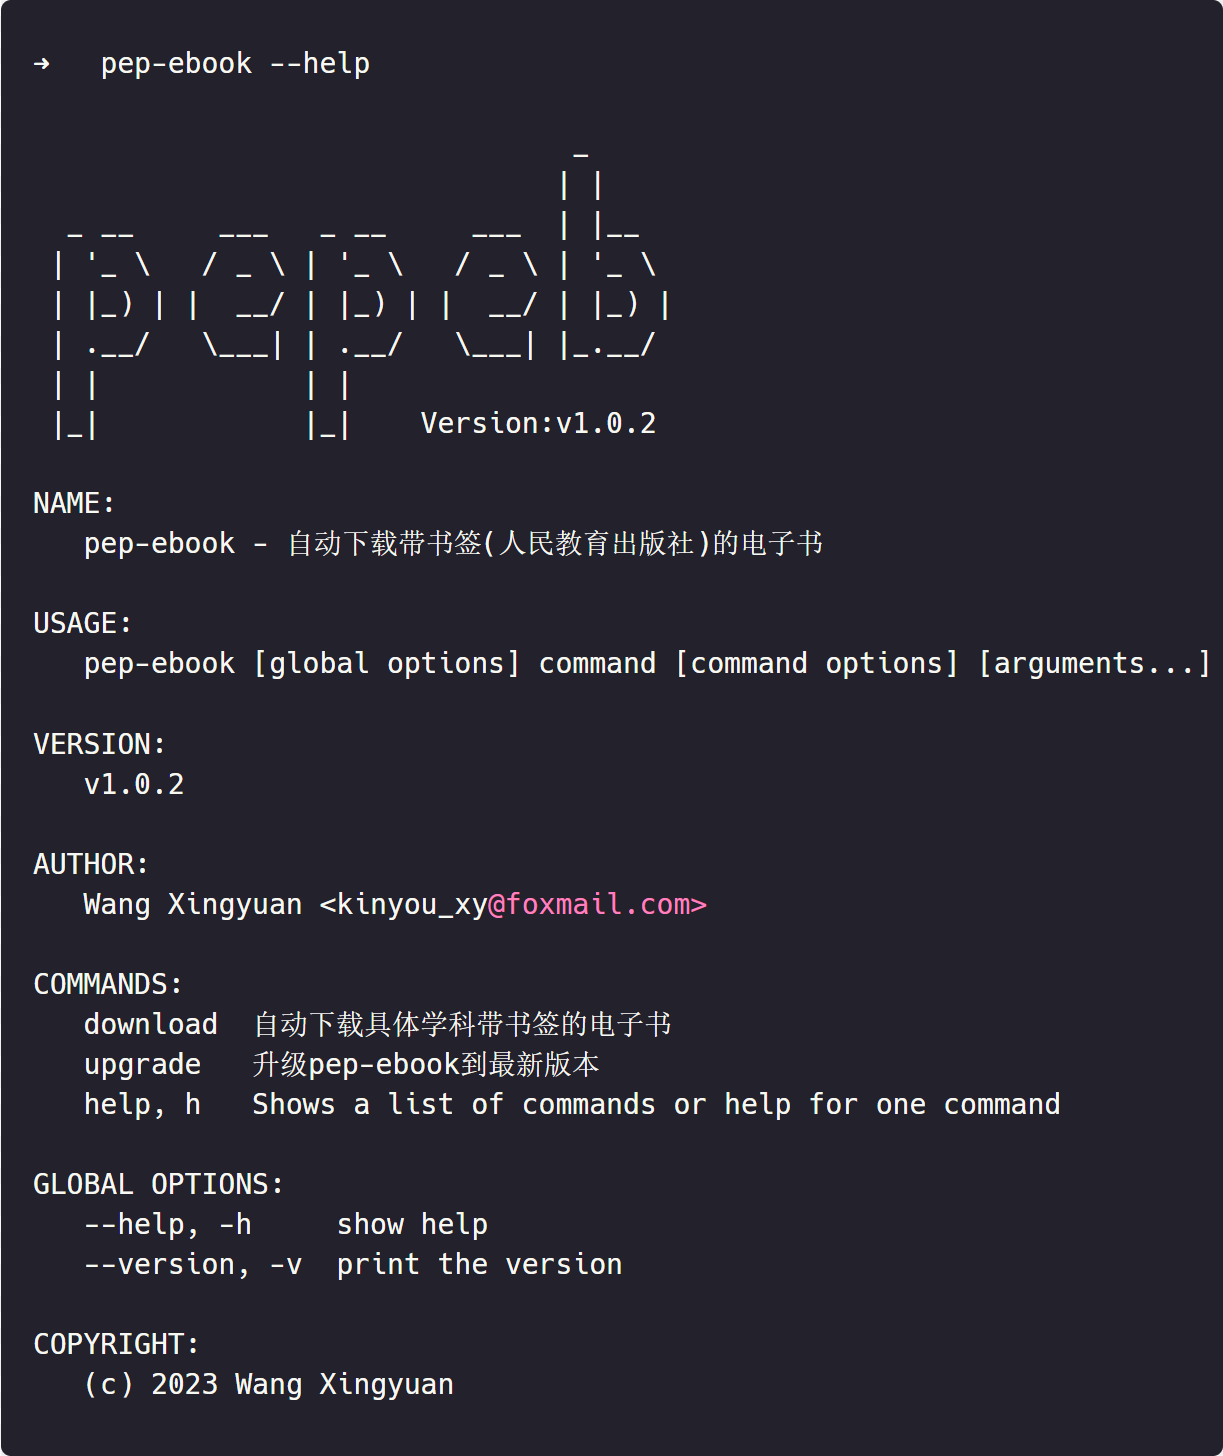 ➜   pep-ebook --help
                                _
                               | |
  _ __     ___   _ __     ___  | |__
 | '_ \   / _ \ | '_ \   / _ \ | '_ \
 | |_) | |  __/ | |_) | |  __/ | |_) |
 | .__/   \___| | .__/   \___| |_.__/
 | |            | |
 |_|            |_|    Version:v1.0.2
NAME:
   pep-ebook - 自动下载带书签(人民教育出版社)的电子书
USAGE:
   pep-ebook [global options] command [command options] [arguments...]
VERSION:
   v1.0.2
AUTHOR:
   Wang Xingyuan <kinyou_xy@foxmail.com>
COMMANDS:
   download  自动下载具体学科带书签的电子书
   upgrade   升级pep-ebook到最新版本
   help, h   Shows a list of commands or help for one command
GLOBAL OPTIONS:
   --help, -h     show help
   --version, -v  print the version
COPYRIGHT:
   (c) 2023 Wang Xingyuan